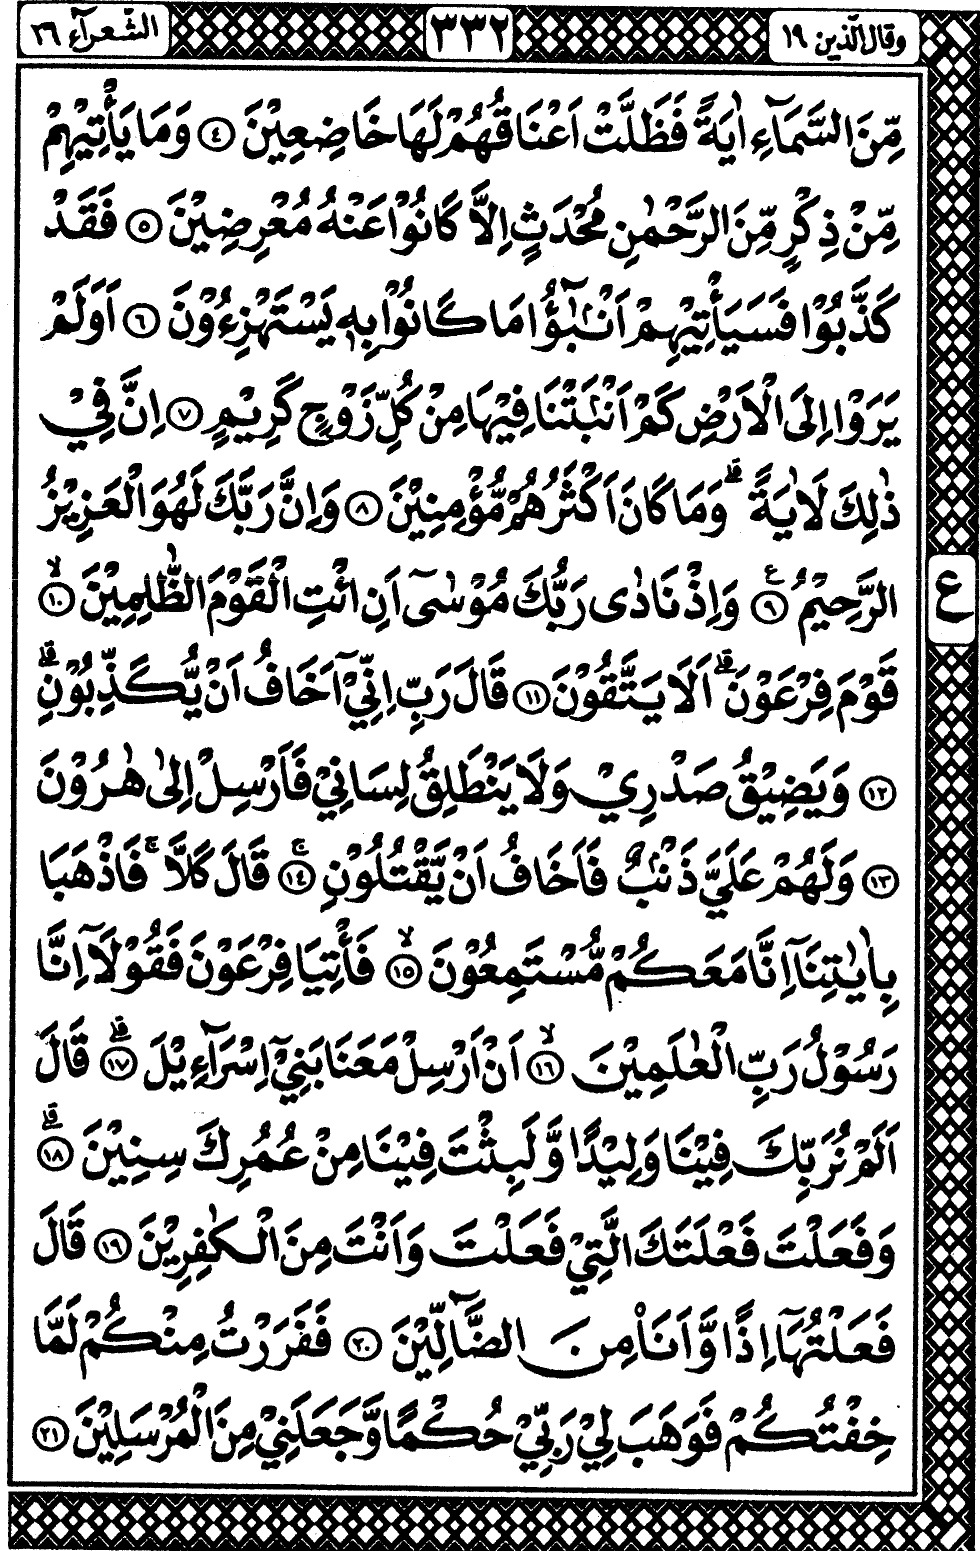 وقال الذين ١٩
٣٣٢
الشعرآء ٢٦
مِّنَ السَّمَآءِ اٰيَةً فَظَلَّتْ اَعْنَاقُهُمْ لَهَا خَاضِعِيْنَ ﴿٤﴾ وَمَا يَاْتِيْهِمْ
مِّنْ ذِكْرٍ مِّنَ الرَّحْمٰنِ مُحْدَثٍ اِلَّا كَانُوْا عَنْهُ مُعْرِضِيْنَ ﴿٥﴾ فَقَدْ
كَذَّبُوْا فَسَيَاْتِيْهِمْ اَنْۢبٰٓؤُا مَا كَانُوْا بِهٖ يَسْتَهْزِءُوْنَ ﴿٦﴾ اَوَلَمْ
يَرَوْا اِلَى الْاَرْضِ كَمْ اَنْۢبَتْنَا فِيْهَا مِنْ كُلِّ زَوْجٍ كَرِيْمٍ ﴿٧﴾ اِنَّ فِيْ
ذٰلِكَ لَاٰيَةً ؕ وَمَا كَانَ اَكْثَرُهُمْ مُّؤْمِنِيْنَ ﴿٨﴾ وَاِنَّ رَبَّكَ لَهُوَ الْعَزِيْزُ
الرَّحِيْمُ ﴿٩﴾ ع وَاِذْ نَادٰى رَبُّكَ مُوْسٰٓى اَنِ ائْتِ الْقَوْمَ الظّٰلِمِيْنَ ﴿١٠﴾ۙ
ع
قَوْمَ فِرْعَوْنَ ؕ اَلَا يَتَّقُوْنَ ﴿١١﴾ قَالَ رَبِّ اِنِّيْٓ اَخَافُ اَنْ يُّكَذِّبُوْنِ ؕ
﴿١٢﴾ وَيَضِيْقُ صَدْرِيْ وَلَا يَنْطَلِقُ لِسَانِيْ فَاَرْسِلْ اِلٰى هٰرُوْنَ
﴿١٣﴾ وَلَهُمْ عَلَيَّ ذَنْۢبٌ فَاَخَافُ اَنْ يَّقْتُلُوْنِ ﴿١٤﴾ۚ قَالَ كَلَّا ۚ فَاذْهَبَا
بِاٰيٰتِنَآ اِنَّا مَعَكُمْ مُّسْتَمِعُوْنَ ﴿١٥﴾ۙ فَاْتِيَا فِرْعَوْنَ فَقُوْلَآ اِنَّا
رَسُوْلُ رَبِّ الْعٰلَمِيْنَ ﴿١٦﴾ۙ اَنْ اَرْسِلْ مَعَنَا بَنِيْٓ اِسْرَآءِيْلَ ﴿١٧﴾ؕ قَالَ
اَلَمْ نُرَبِّكَ فِيْنَا وَلِيْدًا وَّلَبِثْتَ فِيْنَا مِنْ عُمُرِكَ سِنِيْنَ ﴿١٨﴾ؕ
وَفَعَلْتَ فَعْلَتَكَ الَّتِيْ فَعَلْتَ وَاَنْتَ مِنَ الْكٰفِرِيْنَ ﴿١٩﴾ قَالَ
فَعَلْتُهَآ اِذًا وَّاَنَا۠ مِنَ الضَّآلِّيْنَ ﴿٢٠﴾ فَفَرَرْتُ مِنْكُمْ لَمَّا
خِفْتُكُمْ فَوَهَبَ لِيْ رَبِّيْ حُكْمًا وَّجَعَلَنِيْ مِنَ الْمُرْسَلِيْنَ ﴿٢١﴾